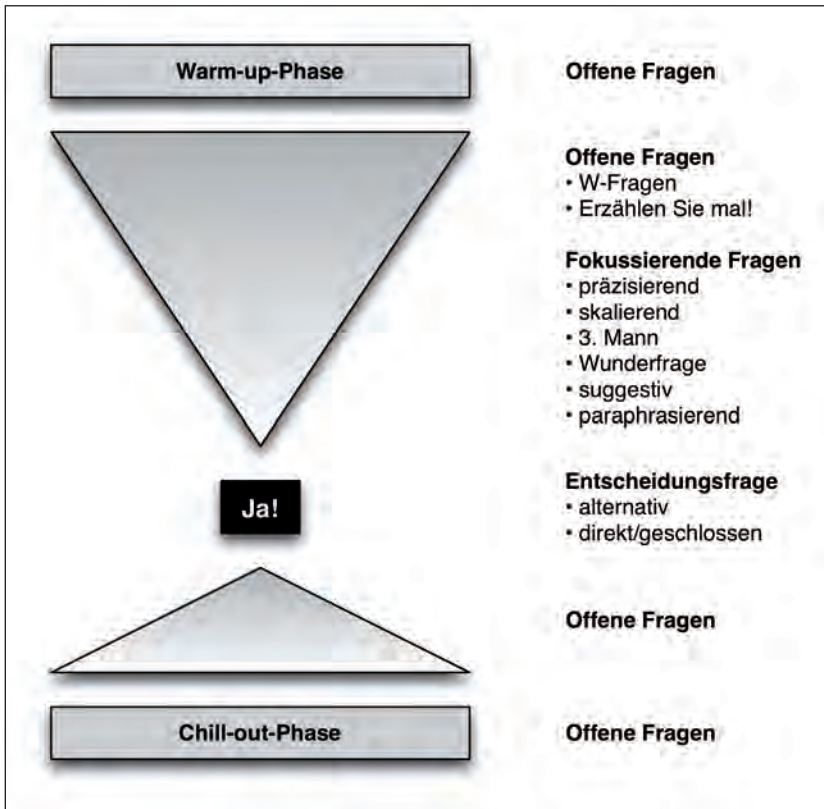 Warm-up-Phase
Offene Fragen
Offene Fragen
· W-Fragen
· Erzählen Sie mal!
Fokussierende Fragen
· präzisierend
· skalierend
· 3. Mann
· Wunderfrage
· suggestiv
· paraphrasierend
Ja!
Entscheidungsfrage
· alternativ
· direkt/geschlossen
Offene Fragen
Chill-out-Phase
Offene Fragen